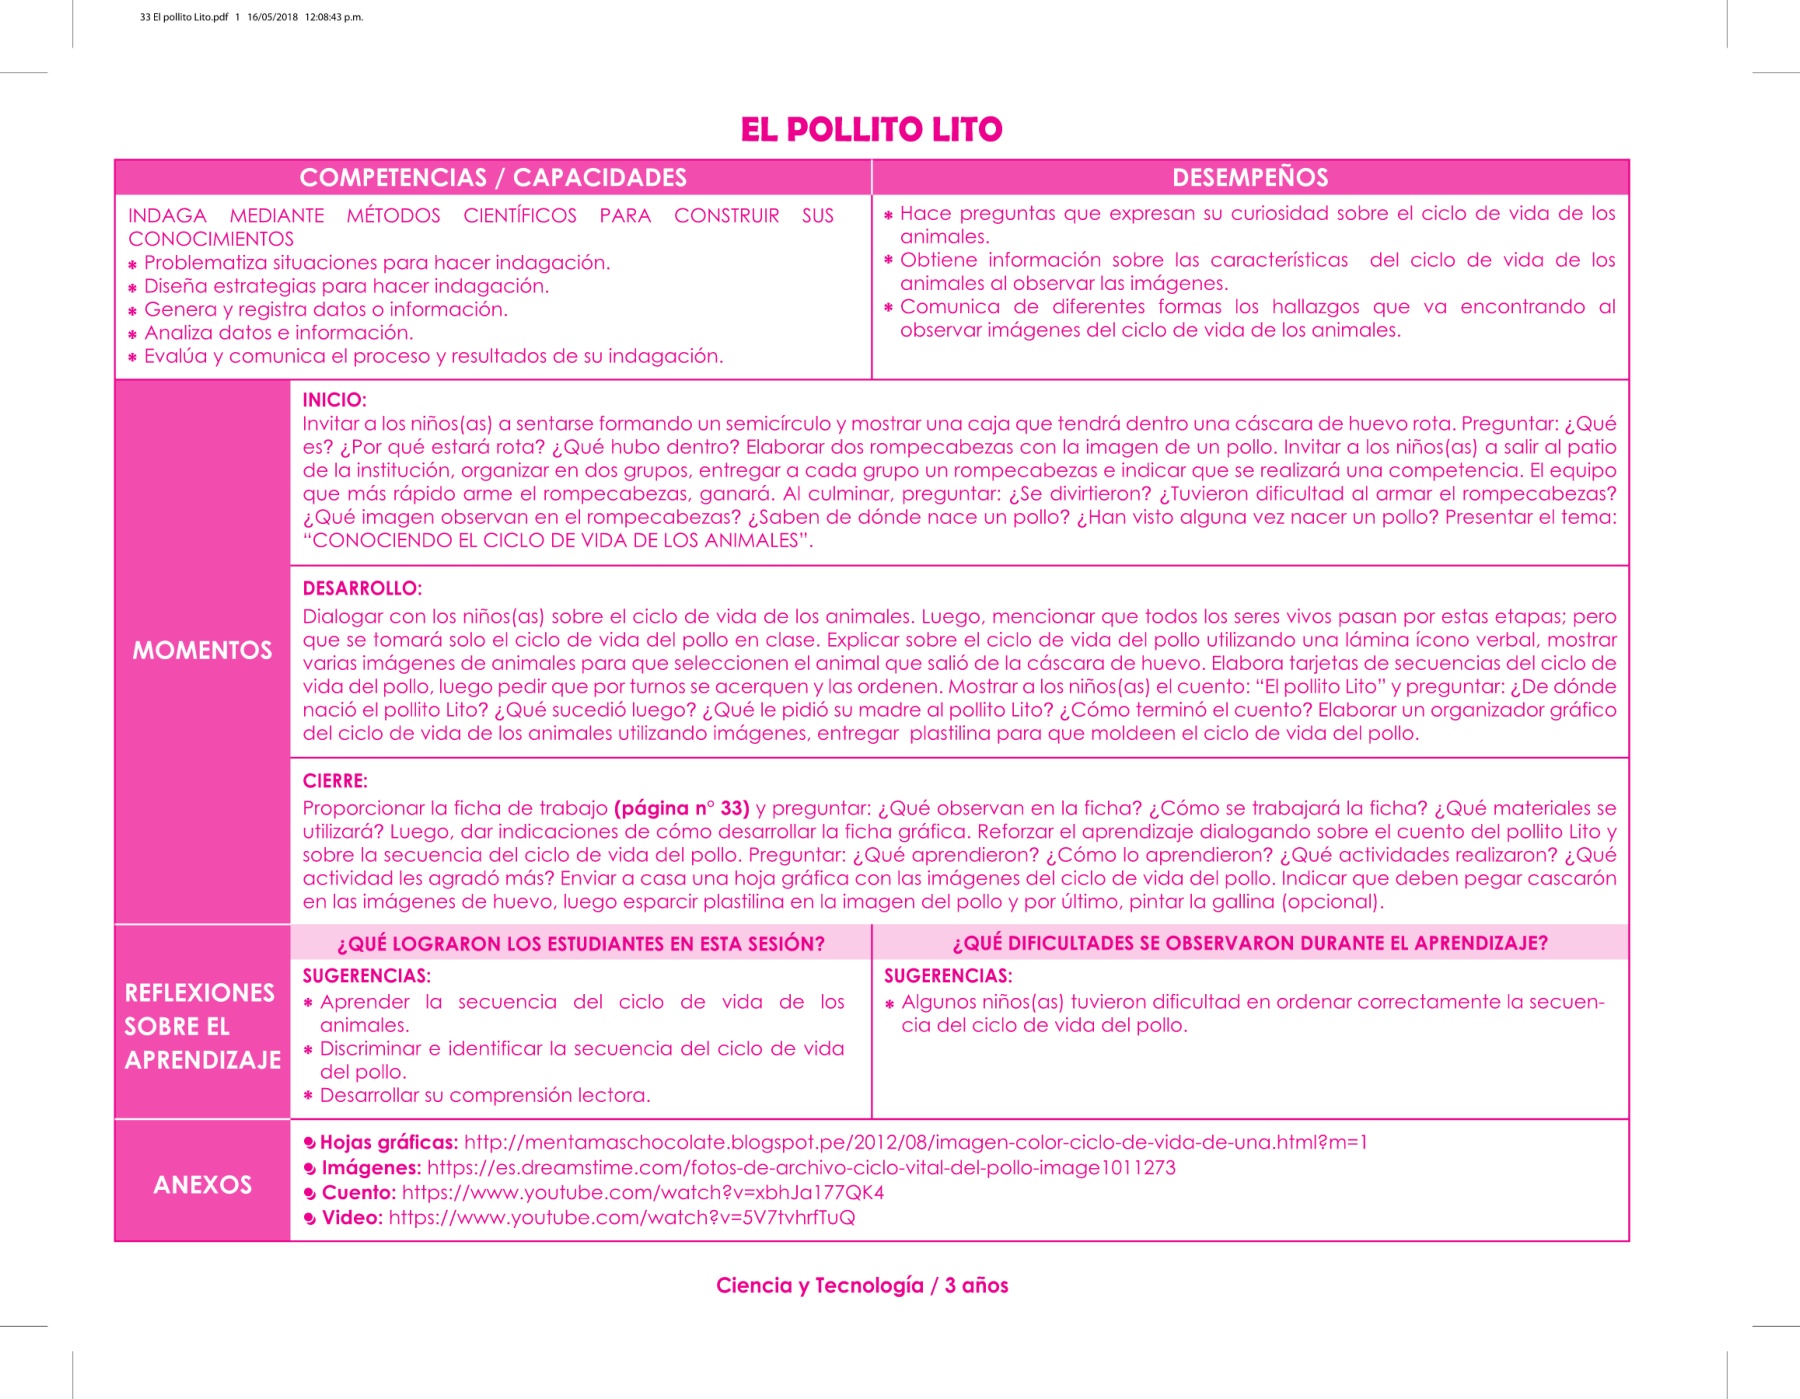 33 El pollito Lito.pdf   1   16/05/2018   12:08:43 p.m.
EL POLLITO LITO
COMPETENCIAS / CAPACIDADES
INDAGA MEDIANTE MÉTODOS CIENTÍFICOS PARA CONSTRUIR SUS
CONOCIMIENTOS
* Problematiza situaciones para hacer indagación.
* Diseña estrategias para hacer indagación.
* Genera y registra datos o información.
* Analiza datos e información.
* Evalúa y comunica el proceso y resultados de su indagación.
DESEMPEÑOS
* Hace preguntas que expresan su curiosidad sobre el ciclo de vida de los
animales.
* Obtiene información sobre las características del ciclo de vida de los
animales al observar las imágenes.
* Comunica de diferentes formas los hallazgos que va encontrando al
observar imágenes del ciclo de vida de los animales.
MOMENTOS
INICIO:
Invitar a los niños(as) a sentarse formando un semicírculo y mostrar una caja que tendrá dentro una cáscara de huevo rota. Preguntar: ¿Qué
es? ¿Por qué estará rota? ¿Qué hubo dentro? Elaborar dos rompecabezas con la imagen de un pollo. Invitar a los niños(as) a salir al patio
de la institución, organizar en dos grupos, entregar a cada grupo un rompecabezas e indicar que se realizará una competencia. El equipo
que más rápido arme el rompecabezas, ganará. Al culminar, preguntar: ¿Se divirtieron? ¿Tuvieron dificultad al armar el rompecabezas?
¿Qué imagen observan en el rompecabezas? ¿Saben de dónde nace un pollo? ¿Han visto alguna vez nacer un pollo? Presentar el tema:
“CONOCIENDO EL CICLO DE VIDA DE LOS ANIMALES”.
DESARROLLO:
Dialogar con los niños(as) sobre el ciclo de vida de los animales. Luego, mencionar que todos los seres vivos pasan por estas etapas; pero
que se tomará solo el ciclo de vida del pollo en clase. Explicar sobre el ciclo de vida del pollo utilizando una lámina ícono verbal, mostrar
varias imágenes de animales para que seleccionen el animal que salió de la cáscara de huevo. Elabora tarjetas de secuencias del ciclo de
vida del pollo, luego pedir que por turnos se acerquen y las ordenen. Mostrar a los niños(as) el cuento: “El pollito Lito” y preguntar: ¿De dónde
nació el pollito Lito? ¿Qué sucedió luego? ¿Qué le pidió su madre al pollito Lito? ¿Cómo terminó el cuento? Elaborar un organizador gráfico
del ciclo de vida de los animales utilizando imágenes, entregar plastilina para que moldeen el ciclo de vida del pollo.
CIERRE:
Proporcionar la ficha de trabajo (página n° 33) y preguntar: ¿Qué observan en la ficha? ¿Cómo se trabajará la ficha? ¿Qué materiales se
utilizará? Luego, dar indicaciones de cómo desarrollar la ficha gráfica. Reforzar el aprendizaje dialogando sobre el cuento del pollito Lito y
sobre la secuencia del ciclo de vida del pollo. Preguntar: ¿Qué aprendieron? ¿Cómo lo aprendieron? ¿Qué actividades realizaron? ¿Qué
actividad les agradó más? Enviar a casa una hoja gráfica con las imágenes del ciclo de vida del pollo. Indicar que deben pegar cascarón
en las imágenes de huevo, luego esparcir plastilina en la imagen del pollo y por último, pintar la gallina (opcional).
REFLEXIONES
SOBRE EL
APRENDIZAJE
¿QUÉ LOGRARON LOS ESTUDIANTES EN ESTA SESIÓN?
SUGERENCIAS:
* Aprender la secuencia del ciclo de vida de los
animales.
* Discriminar e identificar la secuencia del ciclo de vida
del pollo.
* Desarrollar su comprensión lectora.
¿QUÉ DIFICULTADES SE OBSERVARON DURANTE EL APRENDIZAJE?
SUGERENCIAS:
* Algunos niños(as) tuvieron dificultad en ordenar correctamente la secuen-
cia del ciclo de vida del pollo.
ANEXOS
Hojas gráficas: http://mentamaschocolate.blogspot.pe/2012/08/imagen-color-ciclo-de-vida-de-una.html?m=1
Imágenes: https://es.dreamstime.com/fotos-de-archivo-ciclo-vital-del-pollo-image1011273
Cuento: https://www.youtube.com/watch?v=xbhJa177QK4
Video: https://www.youtube.com/watch?v=5V7tvhrfTuQ
Ciencia y Tecnología / 3 años